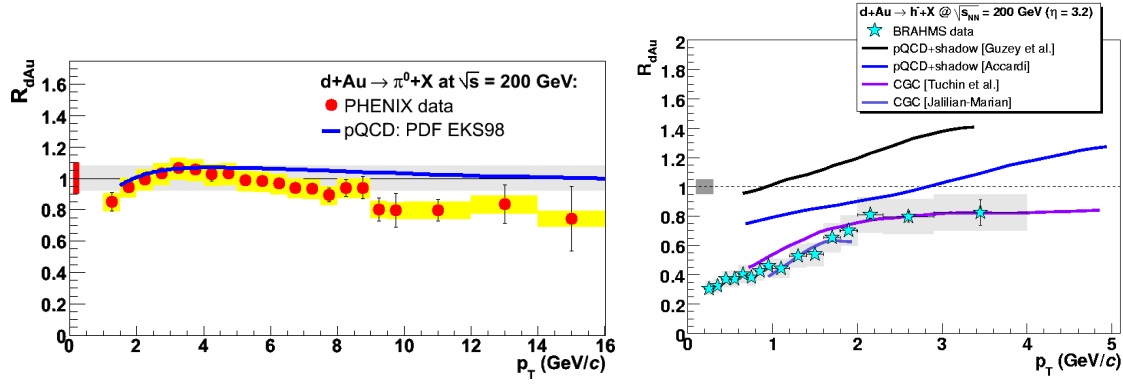 d+Au → π⁰+X at √s = 200 GeV:
PHENIX data
pQCD: PDF EKS98
R_dAu
1.6
1.4
1.2
1
0.8
0.6
0.4
0.2
0
0 2 4 6 8 10 12 14 16
p_T (GeV/c)
d+Au → h⁻+X @ √s_NN = 200 GeV (η = 3.2)
BRAHMS data
pQCD+shadow [Guzey et al.]
pQCD+shadow [Accardi]
CGC [Tuchin et al.]
CGC [Jalilian-Marian]
R_dAu
2
1.8
1.6
1.4
1.2
1
0.8
0.6
0.4
0.2
0
0 1 2 3 4 5
p_T (GeV/c)